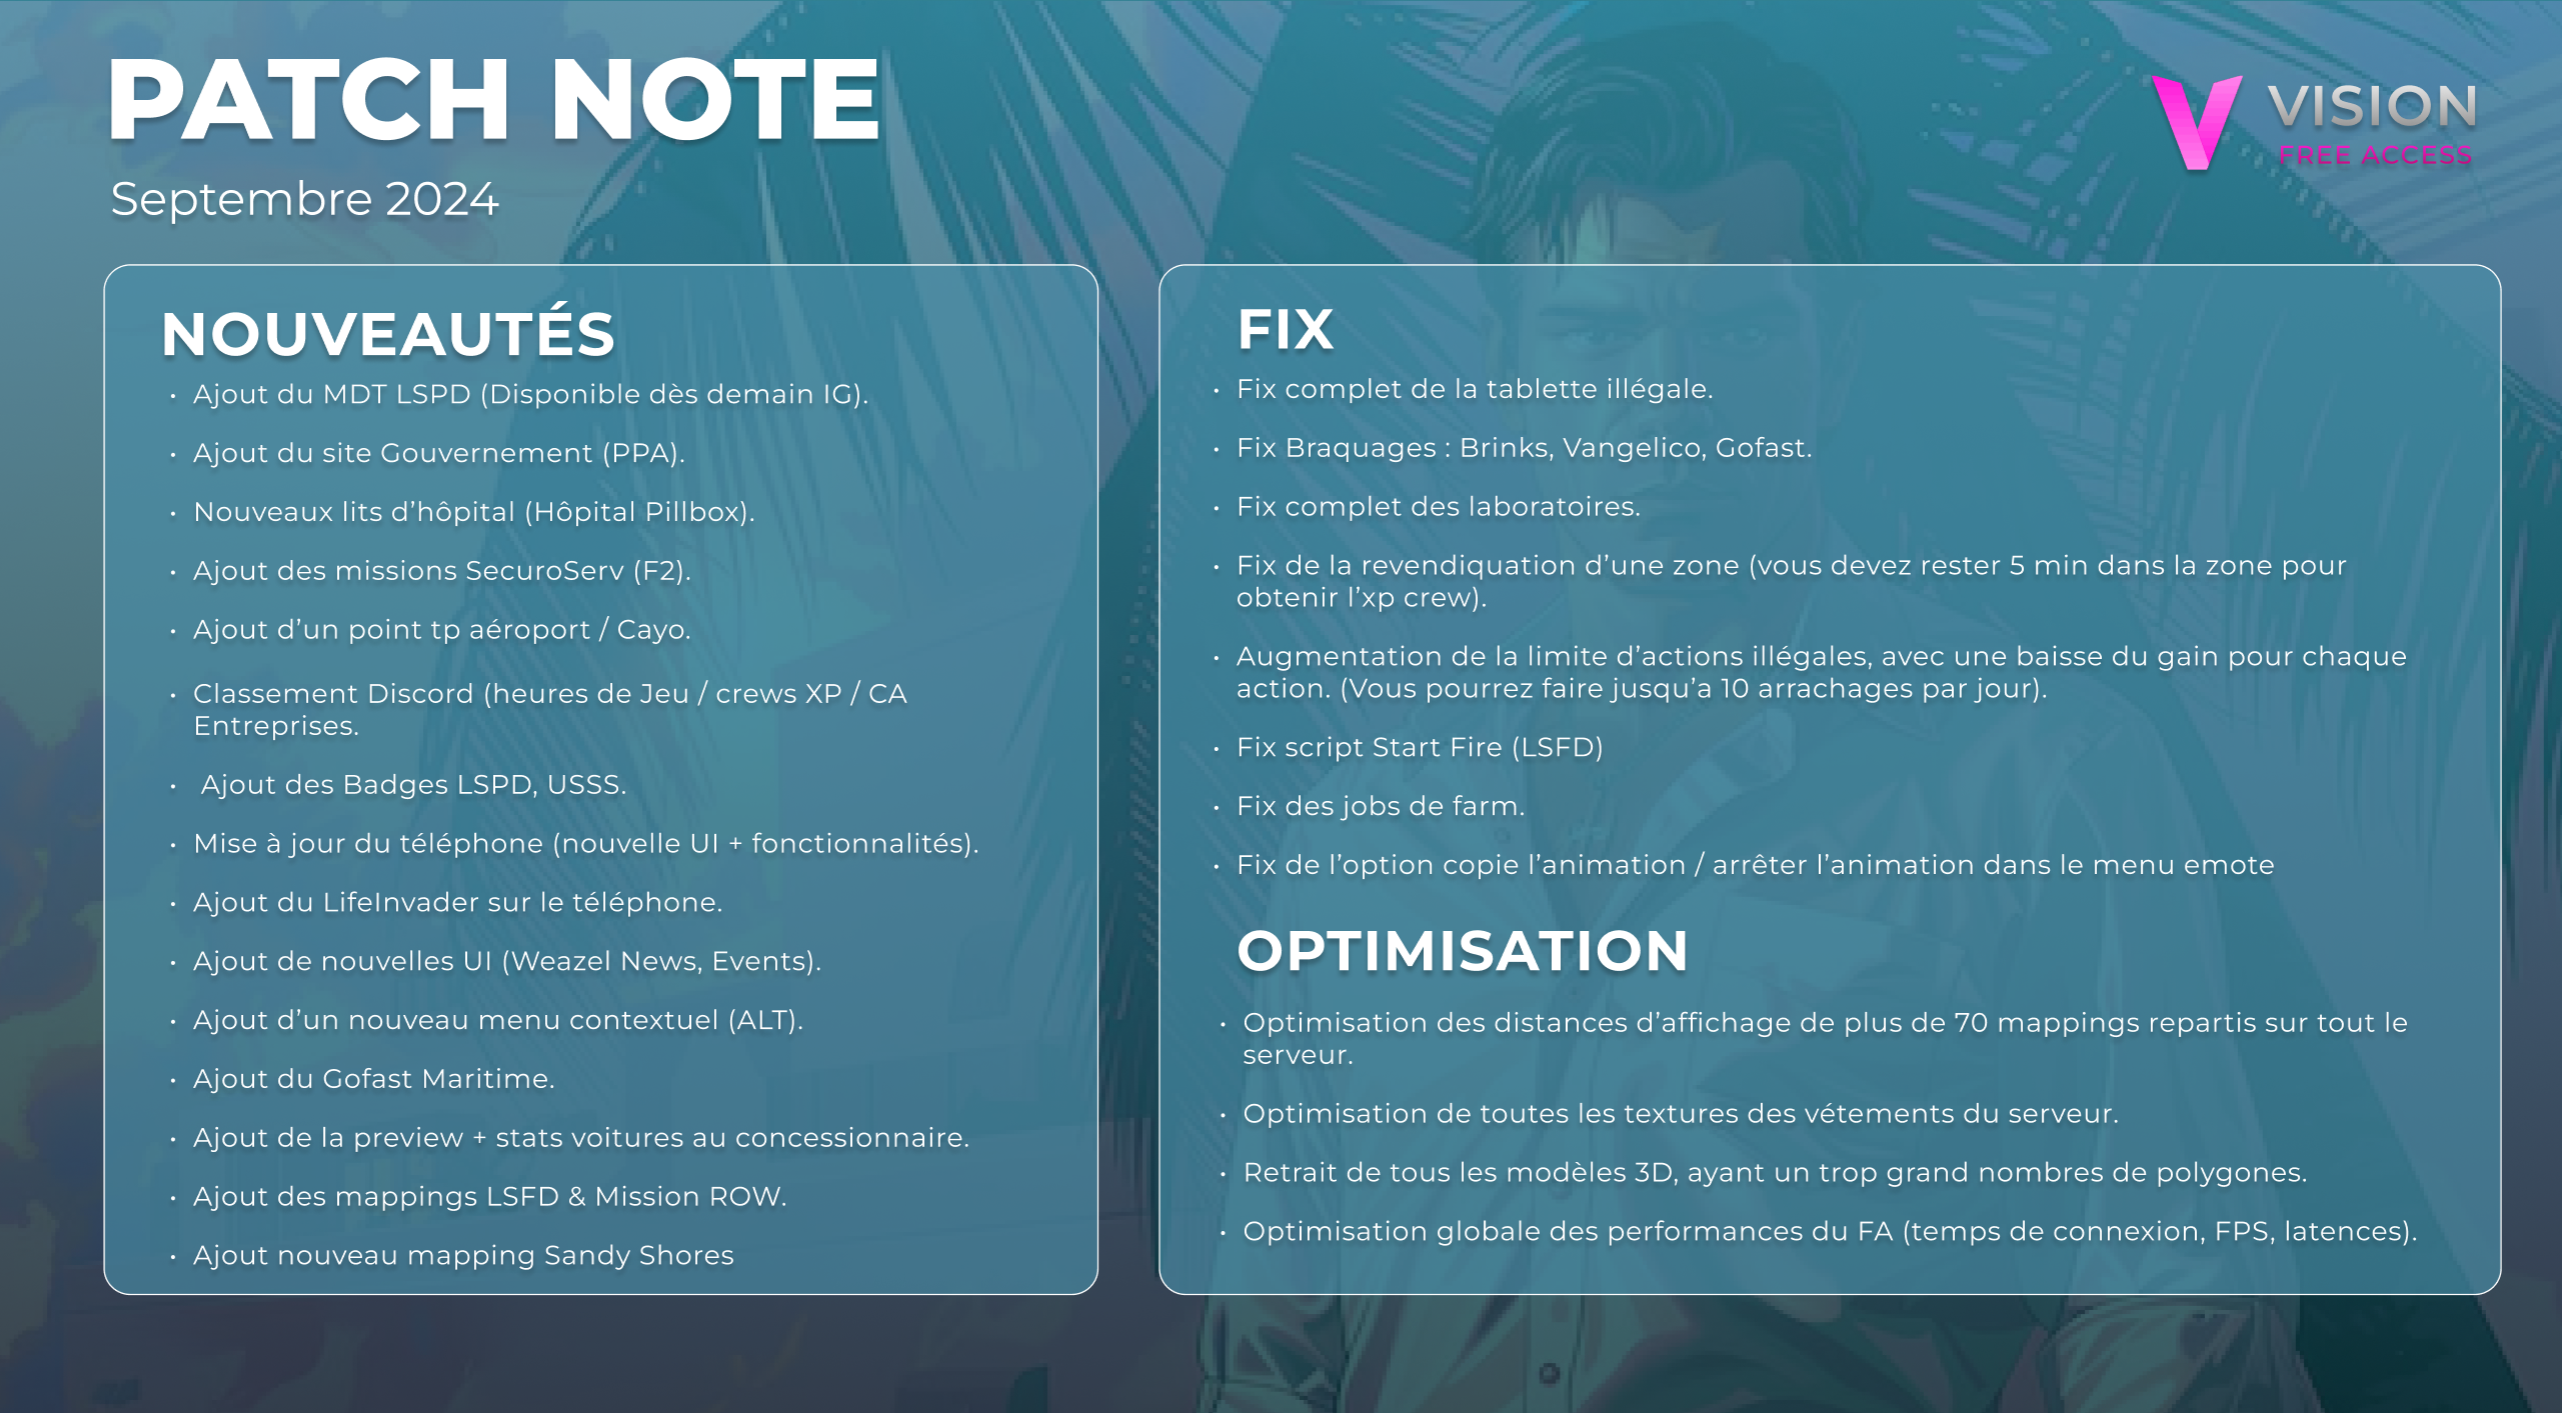 PATCH NOTE
Septembre 2024
VISION
FREE ACCESS
NOUVEAUTÉS
• Ajout du MDT LSPD (Disponible dès demain IG).
• Ajout du site Gouvernement (PPA).
• Nouveaux lits d’hôpital (Hôpital Pillbox).
• Ajout des missions SecuroServ (F2).
• Ajout d’un point tp aéroport / Cayo.
• Classement Discord (heures de Jeu / crews XP / CA
Entreprises.
• Ajout des Badges LSPD, USSS.
• Mise à jour du téléphone (nouvelle UI + fonctionnalités).
• Ajout du LifeInvader sur le téléphone.
• Ajout de nouvelles UI (Weazel News, Events).
• Ajout d’un nouveau menu contextuel (ALT).
• Ajout du Gofast Maritime.
• Ajout de la preview + stats voitures au concessionnaire.
• Ajout des mappings LSFD & Mission ROW.
• Ajout nouveau mapping Sandy Shores
FIX
• Fix complet de la tablette illégale.
• Fix Braquages : Brinks, Vangelico, Gofast.
• Fix complet des laboratoires.
• Fix de la revendiquation d’une zone (vous devez rester 5 min dans la zone pour
obtenir l’xp crew).
• Augmentation de la limite d’actions illégales, avec une baisse du gain pour chaque
action. (Vous pourrez faire jusqu’a 10 arrachages par jour).
• Fix script Start Fire (LSFD)
• Fix des jobs de farm.
• Fix de l’option copie l’animation / arrêter l’animation dans le menu emote
OPTIMISATION
• Optimisation des distances d’affichage de plus de 70 mappings repartis sur tout le
serveur.
• Optimisation de toutes les textures des vétements du serveur.
• Retrait de tous les modèles 3D, ayant un trop grand nombres de polygones.
• Optimisation globale des performances du FA (temps de connexion, FPS, latences).